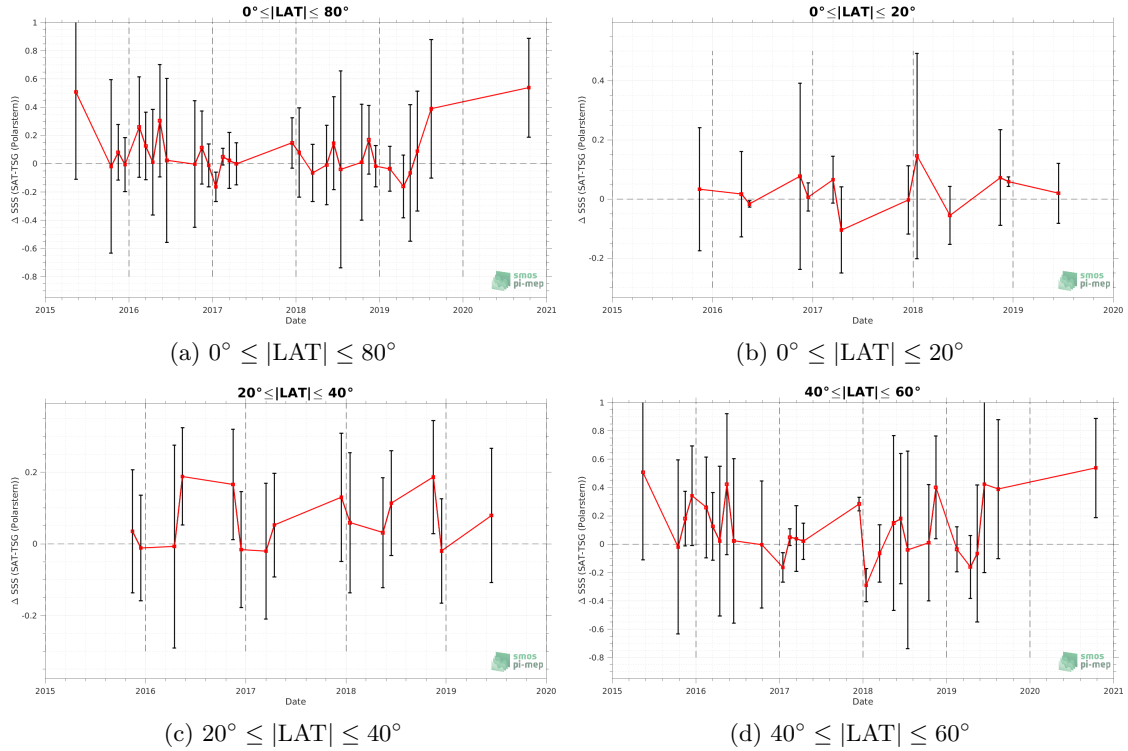 0°≤|LAT|≤ 80°
Δ SSS (SAT-TSG (Polarstern))
1
0.8
0.6
0.4
0.2
0
-0.2
-0.4
-0.6
-0.8
2015 2016 2017 2018 2019 2020 2021
Date
smos
pi-mep
(a) 0° ≤ |LAT| ≤ 80°
0°≤|LAT|≤ 20°
Δ SSS (SAT-TSG (Polarstern))
0.4
0.2
0
-0.2
2015 2016 2017 2018 2019 2020
Date
smos
pi-mep
(b) 0° ≤ |LAT| ≤ 20°
20°≤|LAT|≤ 40°
Δ SSS (SAT-TSG (Polarstern))
0.2
0
-0.2
2015 2016 2017 2018 2019 2020
Date
smos
pi-mep
(c) 20° ≤ |LAT| ≤ 40°
40°≤|LAT|≤ 60°
Δ SSS (SAT-TSG (Polarstern))
1
0.8
0.6
0.4
0.2
0
-0.2
-0.4
-0.6
-0.8
2015 2016 2017 2018 2019 2020 2021
Date
smos
pi-mep
(d) 40° ≤ |LAT| ≤ 60°